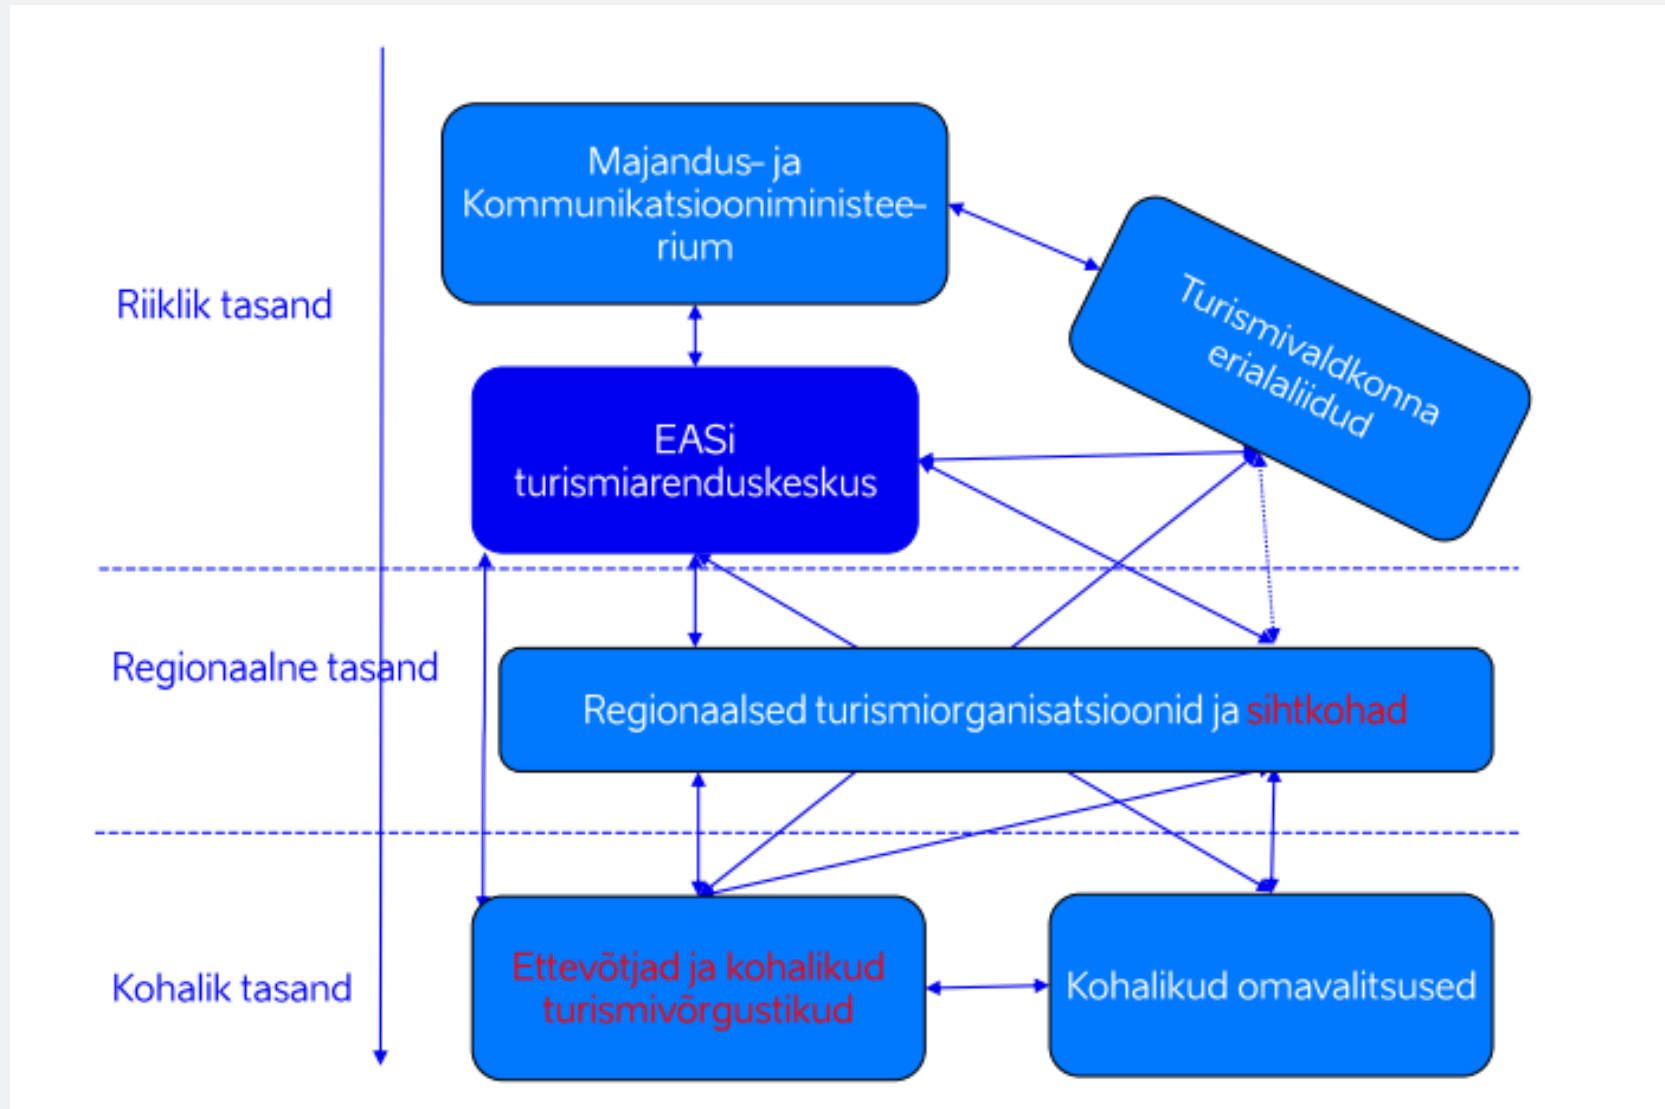 Majandus- ja
Kommunikatsiooniministee-
rium
Turismivaldkonna
erialaliidud
Riiklik tasand
EASi
turismiarenduskeskus
Regionaalne tasand
Regionaalsed turismiorganisatsioonid ja sihtkohad
Ettevõtjad ja kohalikud
turismivõrgustikud
Kohalik tasand
Kohalikud omavalitsused